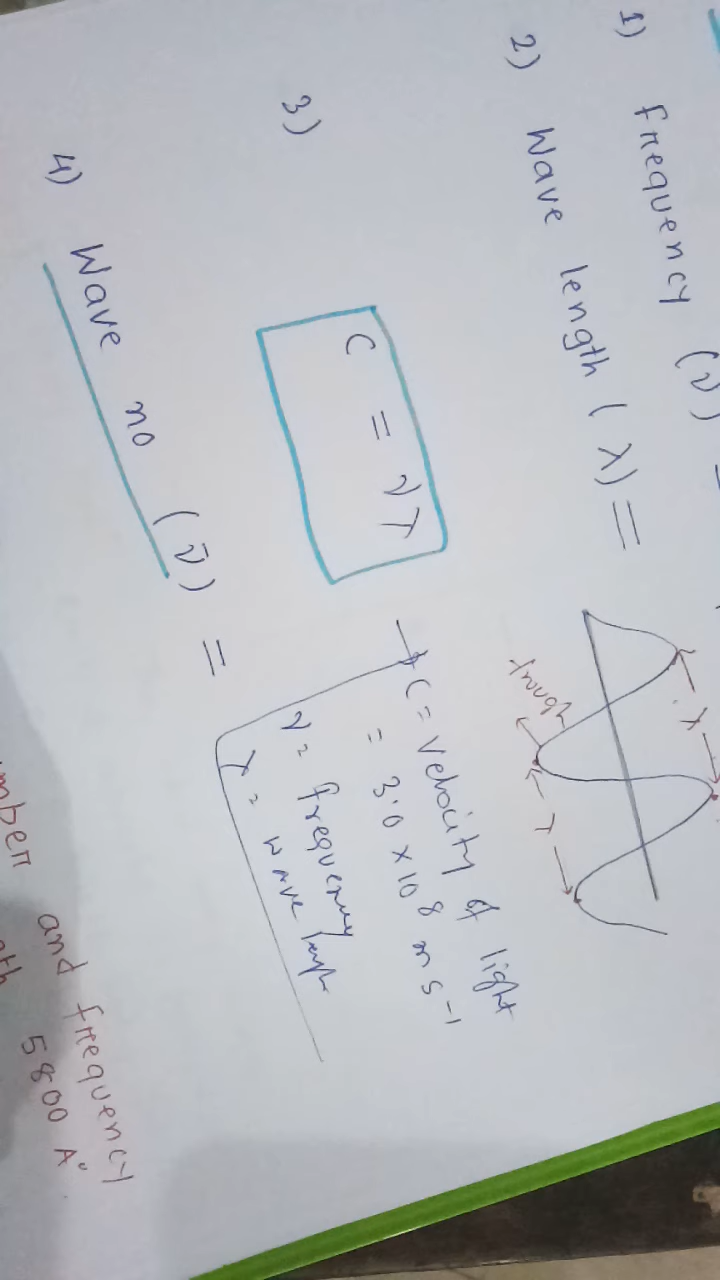 1) frequency (ν) =
2) Wave length (λ) =
λ
trough
λ
3) C = νλ
→ C = velocity of light
= 3.0 × 10⁸ m s⁻¹
ν = frequency
λ = wave
4) Wave no (ν̄) =
and frequency
5800 A°